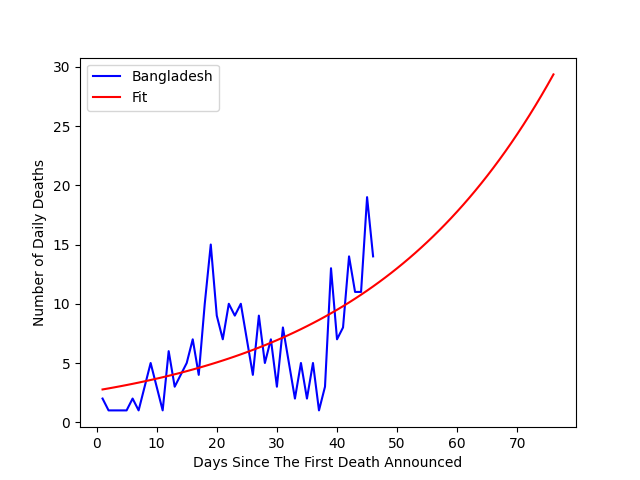 Bangladesh
Fit
30
25
20
15
10
5
0
Number of Daily Deaths
0 10 20 30 40 50 60 70
Days Since The First Death Announced